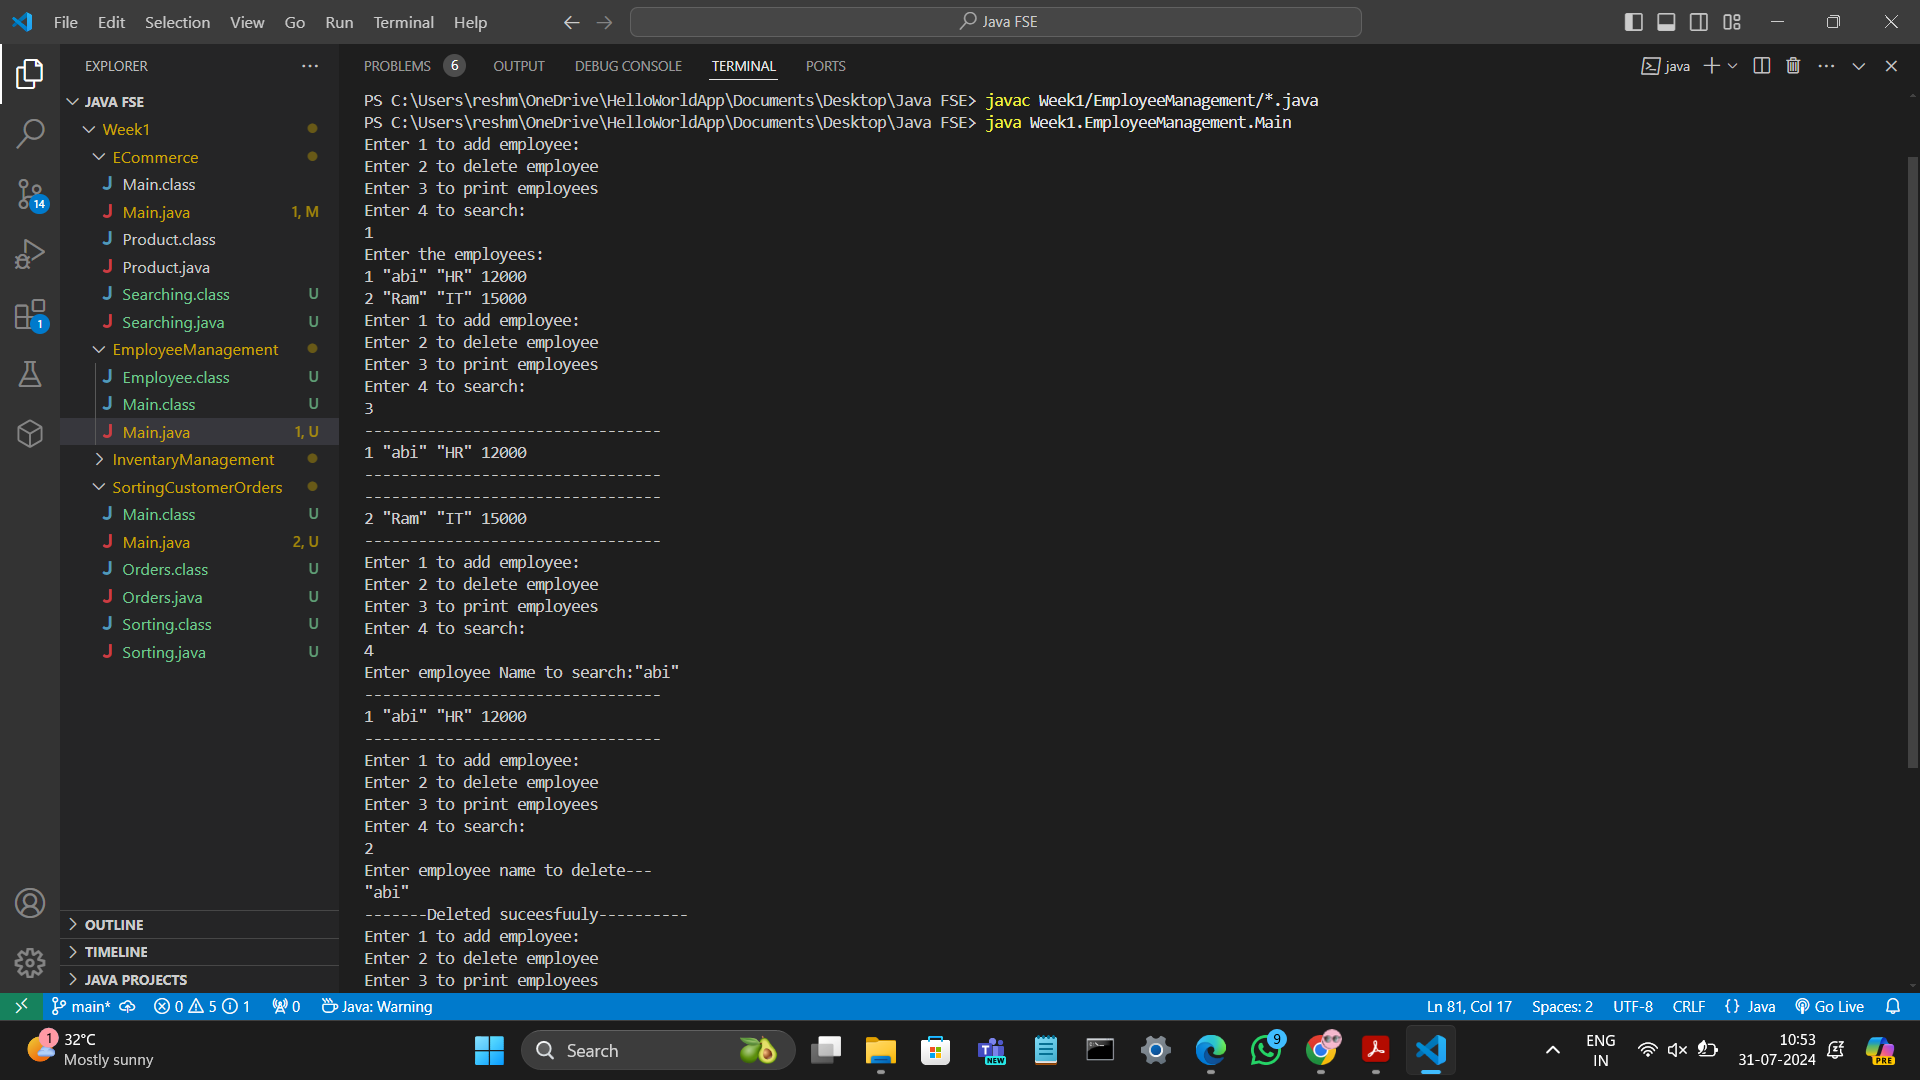 File Edit Selection View Go Run Terminal Help
Java FSE
EXPLORER
JAVA FSE
Week1
ECommerce
Main.class
Main.java 1, M
Product.class
Product.java
Searching.class U
Searching.java U
EmployeeManagement
Employee.class U
Main.class U
Main.java 1, U
InventaryManagement
SortingCustomerOrders
Main.class U
Main.java 2, U
Orders.class U
Orders.java U
Sorting.class U
Sorting.java U
OUTLINE
TIMELINE
JAVA PROJECTS
14
1
PROBLEMS 6 OUTPUT DEBUG CONSOLE TERMINAL PORTS
java
PS C:\Users\reshm\OneDrive\HelloWorldApp\Documents\Desktop\Java FSE> javac Week1/EmployeeManagement/*.java
PS C:\Users\reshm\OneDrive\HelloWorldApp\Documents\Desktop\Java FSE> java Week1.EmployeeManagement.Main
Enter 1 to add employee:
Enter 2 to delete employee
Enter 3 to print employees
Enter 4 to search:
1
Enter the employees:
1 "abi" "HR" 12000
2 "Ram" "IT" 15000
Enter 1 to add employee:
Enter 2 to delete employee
Enter 3 to print employees
Enter 4 to search:
3
---------------------------------
1 "abi" "HR" 12000
---------------------------------
---------------------------------
2 "Ram" "IT" 15000
---------------------------------
Enter 1 to add employee:
Enter 2 to delete employee
Enter 3 to print employees
Enter 4 to search:
4
Enter employee Name to search:"abi"
---------------------------------
1 "abi" "HR" 12000
---------------------------------
Enter 1 to add employee:
Enter 2 to delete employee
Enter 3 to print employees
Enter 4 to search:
2
Enter employee name to delete---
"abi"
-------Deleted suceesfuuly----------
Enter 1 to add employee:
Enter 2 to delete employee
Enter 3 to print employees
main* 0 5 1 0 Java: Warning
Ln 81, Col 17 Spaces: 2 UTF-8 CRLF {} Java Go Live
1
32°C
Mostly sunny
Search
NEW
9
ENG
IN
10:53
31-07-2024
PRE